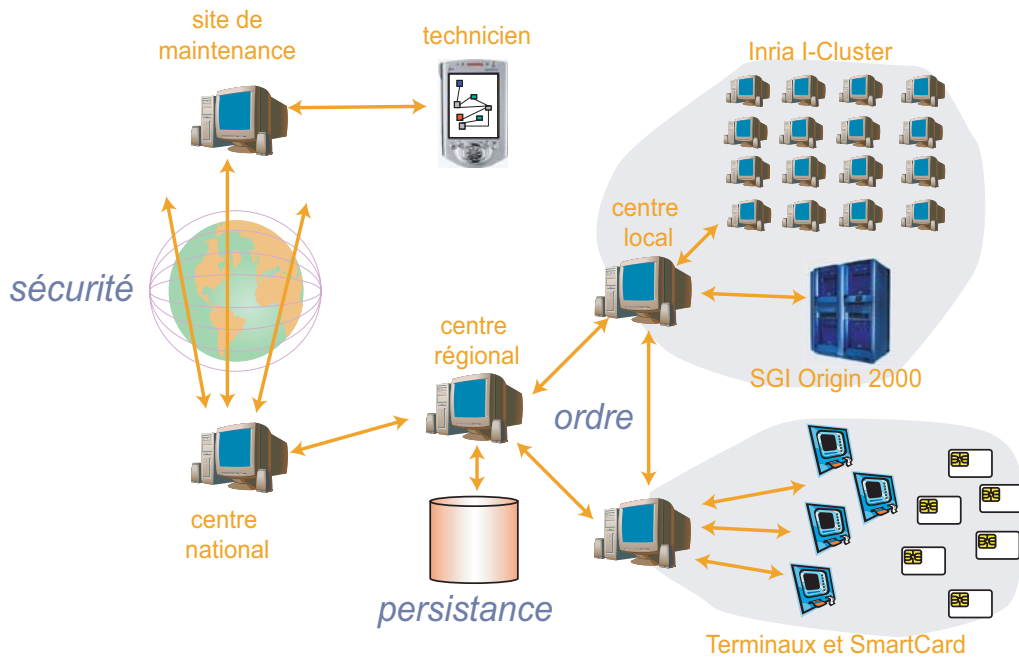 site de
maintenance
technicien
Inria I-Cluster
centre
local
sécurité
centre
régional
SGI Origin 2000
ordre
centre
national
persistance
Terminaux et SmartCard